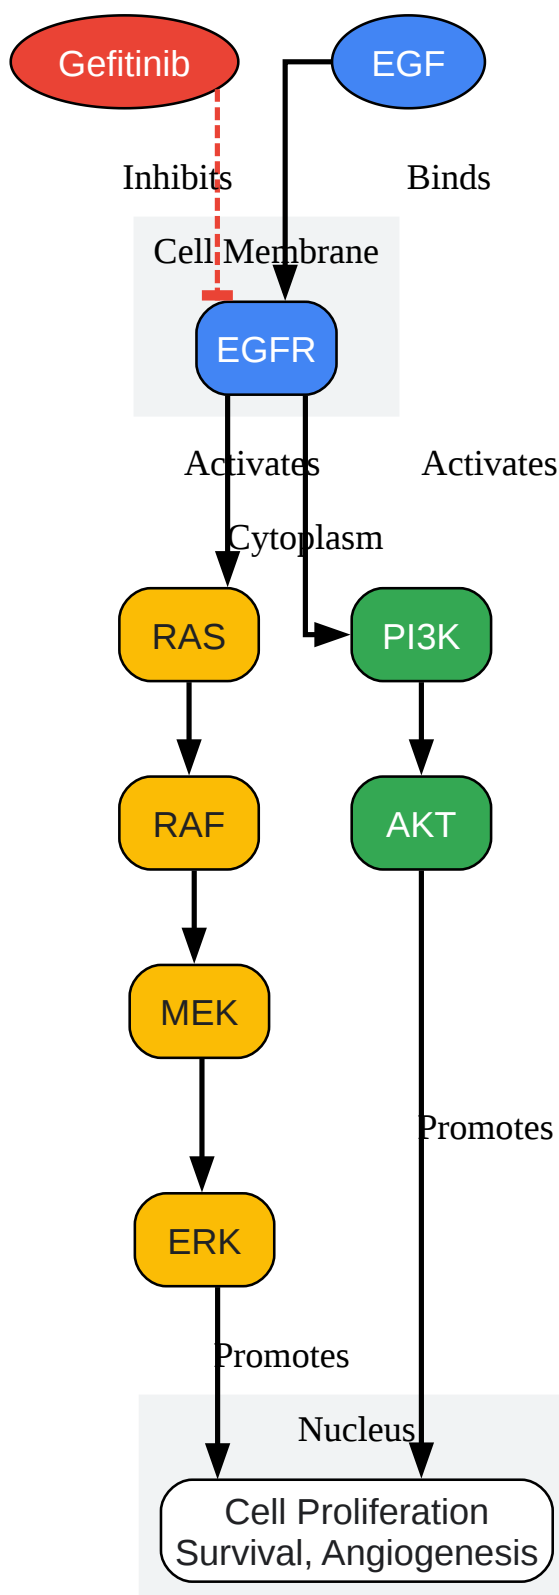 Gefitinib
EGF
Inhibits
Binds
Cell Membrane
EGFR
Activates
Activates
Cytoplasm
RAS
PI3K
RAF
AKT
MEK
Promotes
ERK
Promotes
Nucleus
Cell Proliferation
Survival, Angiogenesis